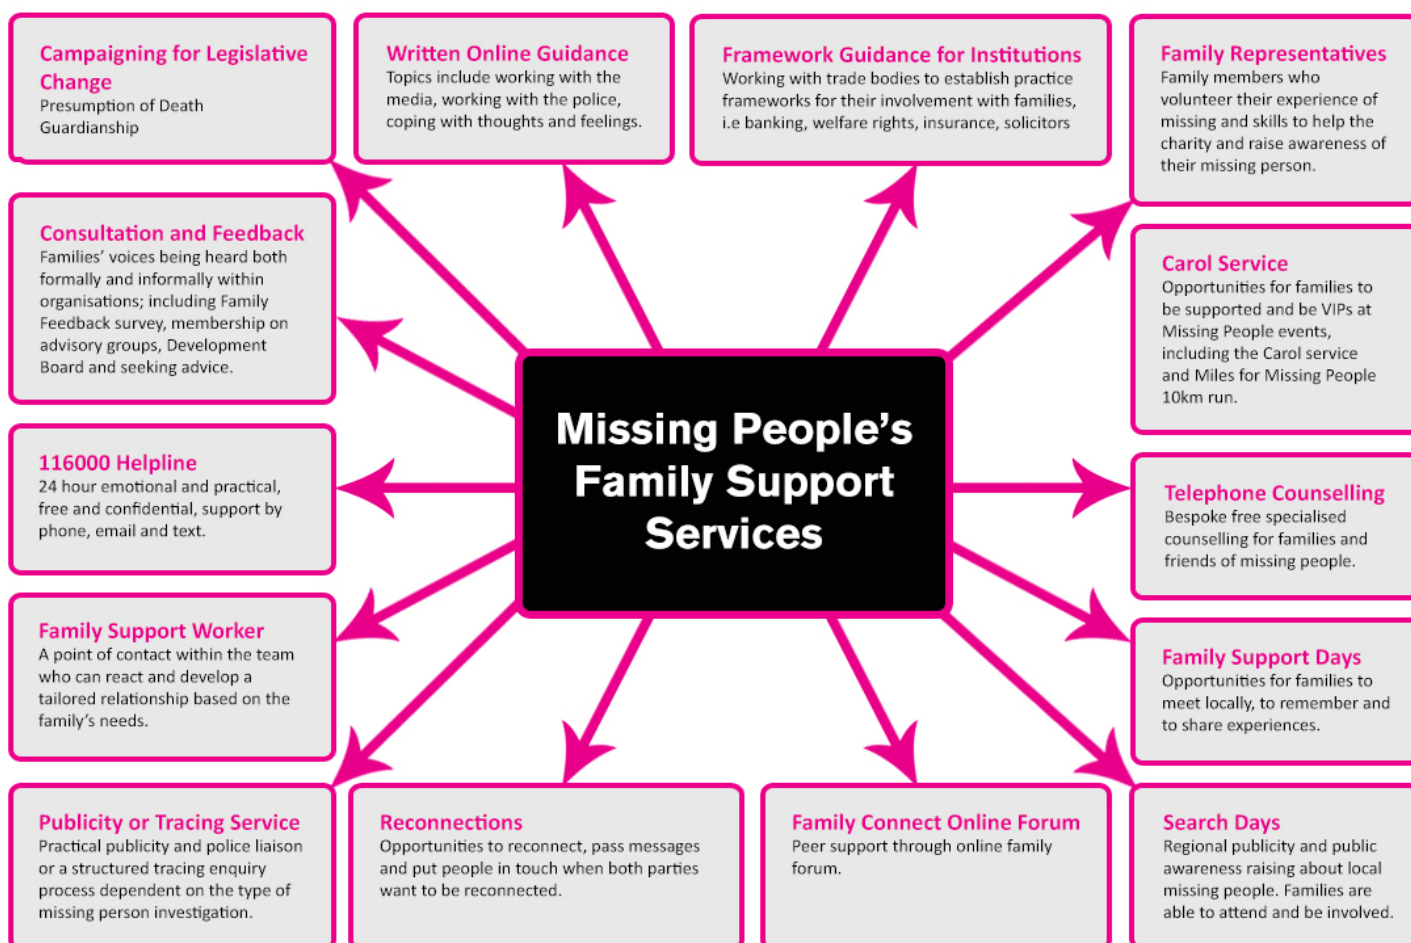 Campaigning for Legislative
Change
Presumption of Death
Guardianship
Written Online Guidance
Topics include working with the
media, working with the police,
coping with thoughts and feelings.
Framework Guidance for Institutions
Working with trade bodies to establish practice
frameworks for their involvement with families,
i.e banking, welfare rights, insurance, solicitors
Family Representatives
Family members who
volunteer their experience of
missing and skills to help the
charity and raise awareness of
their missing person.
Consultation and Feedback
Families’ voices being heard both
formally and informally within
organisations; including Family
Feedback survey, membership on
advisory groups, Development
Board and seeking advice.
Carol Service
Opportunities for families to
be supported and be VIPs at
Missing People events,
including the Carol service
and Miles for Missing People
10km run.
Missing People’s
Family Support
Services
116000 Helpline
24 hour emotional and practical,
free and confidential, support by
phone, email and text.
Telephone Counselling
Bespoke free specialised
counselling for families and
friends of missing people.
Family Support Worker
A point of contact within the team
who can react and develop a
tailored relationship based on the
family’s needs.
Family Support Days
Opportunities for families to
meet locally, to remember and
to share experiences.
Publicity or Tracing Service
Practical publicity and police liaison
or a structured tracing enquiry
process dependent on the type of
missing person investigation.
Reconnections
Opportunities to reconnect, pass messages
and put people in touch when both parties
want to be reconnected.
Family Connect Online Forum
Peer support through online family
forum.
Search Days
Regional publicity and public
awareness raising about local
missing people. Families are
able to attend and be involved.